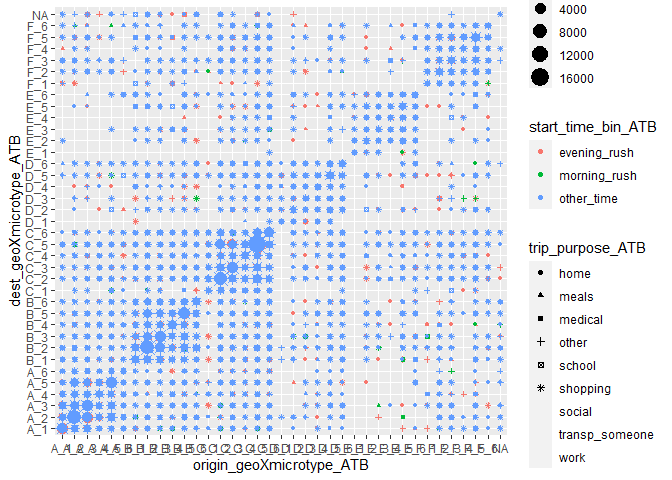 4000
8000
12000
16000
start_time_bin_ATB
evening_rush
morning_rush
other_time
trip_purpose_ATB
home
meals
medical
other
school
shopping
social
transp_someone
work
dest_geoXmicrotype_ATB
NA
F_6
F_5
F_4
F_3
F_2
F_1
E_6
E_5
E_4
E_3
E_2
E_1
D_6
D_5
D_4
D_3
D_2
D_1
C_6
C_5
C_4
C_3
C_2
C_1
B_6
B_5
B_4
B_3
B_2
B_1
A_6
A_5
A_4
A_3
A_2
A_1
origin_geoXmicrotype_ATB